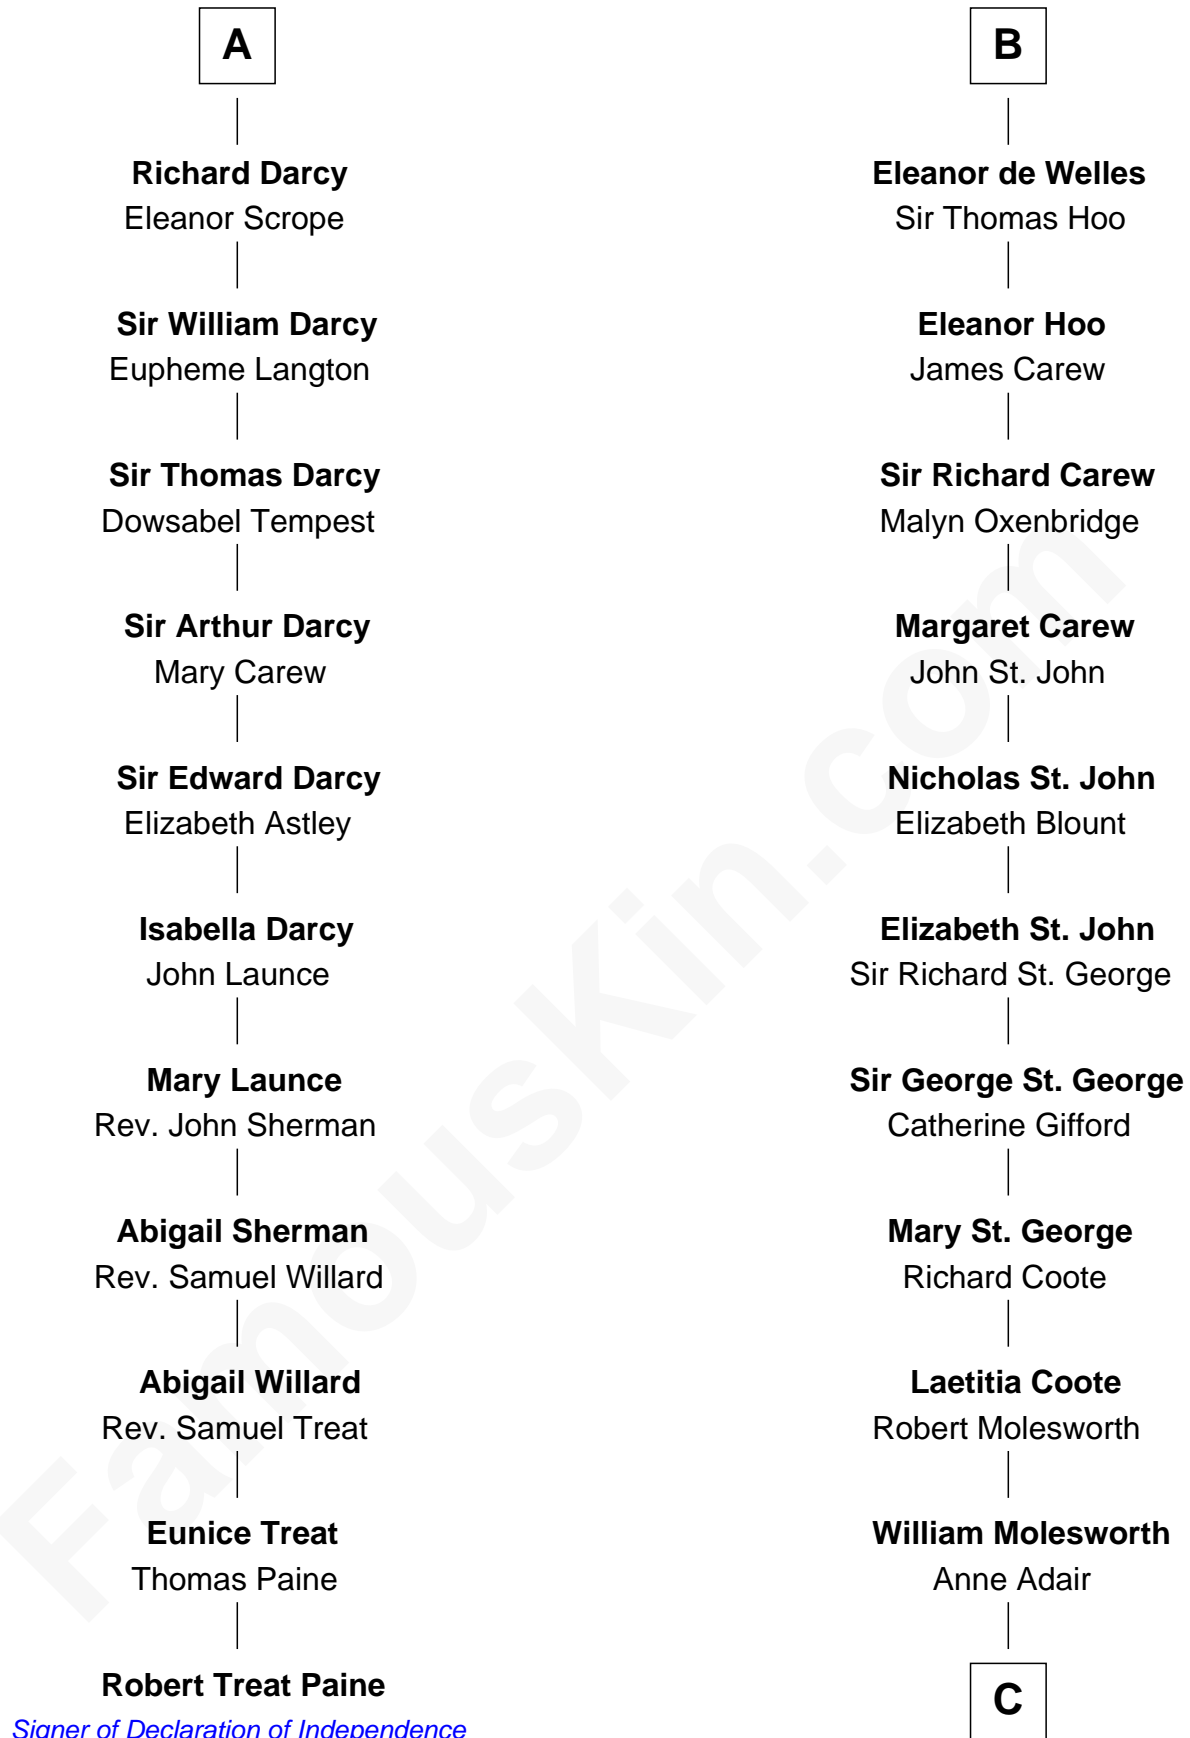 A
Richard Darcy
Eleanor Scrope
Sir William Darcy
Eupheme Langton
Sir Thomas Darcy
Dowsabel Tempest
Sir Arthur Darcy
Mary Carew
Sir Edward Darcy
Elizabeth Astley
Isabella Darcy
John Launce
Mary Launce
Rev. John Sherman
Abigail Sherman
Rev. Samuel Willard
Abigail Willard
Rev. Samuel Treat
Eunice Treat
Thomas Paine
Robert Treat Paine
Signer of Declaration of Independence
B
Eleanor de Welles
Sir Thomas Hoo
Eleanor Hoo
James Carew
Sir Richard Carew
Malyn Oxenbridge
Margaret Carew
John St. John
Nicholas St. John
Elizabeth Blount
Elizabeth St. John
Sir Richard St. George
Sir George St. George
Catherine Gifford
Mary St. George
Richard Coote
Laetitia Coote
Robert Molesworth
William Molesworth
Anne Adair
C
FamousKin.com